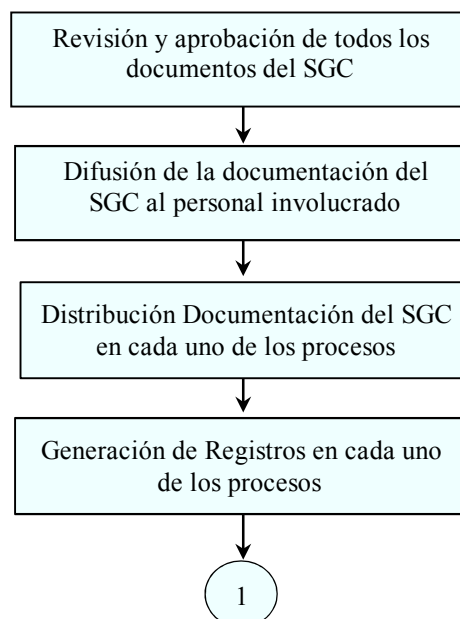 Revisión y aprobación de todos los
documentos del SGC
Difusión de la documentación del
SGC al personal involucrado
Distribución Documentación del SGC
en cada uno de los procesos
Generación de Registros en cada uno
de los procesos
1